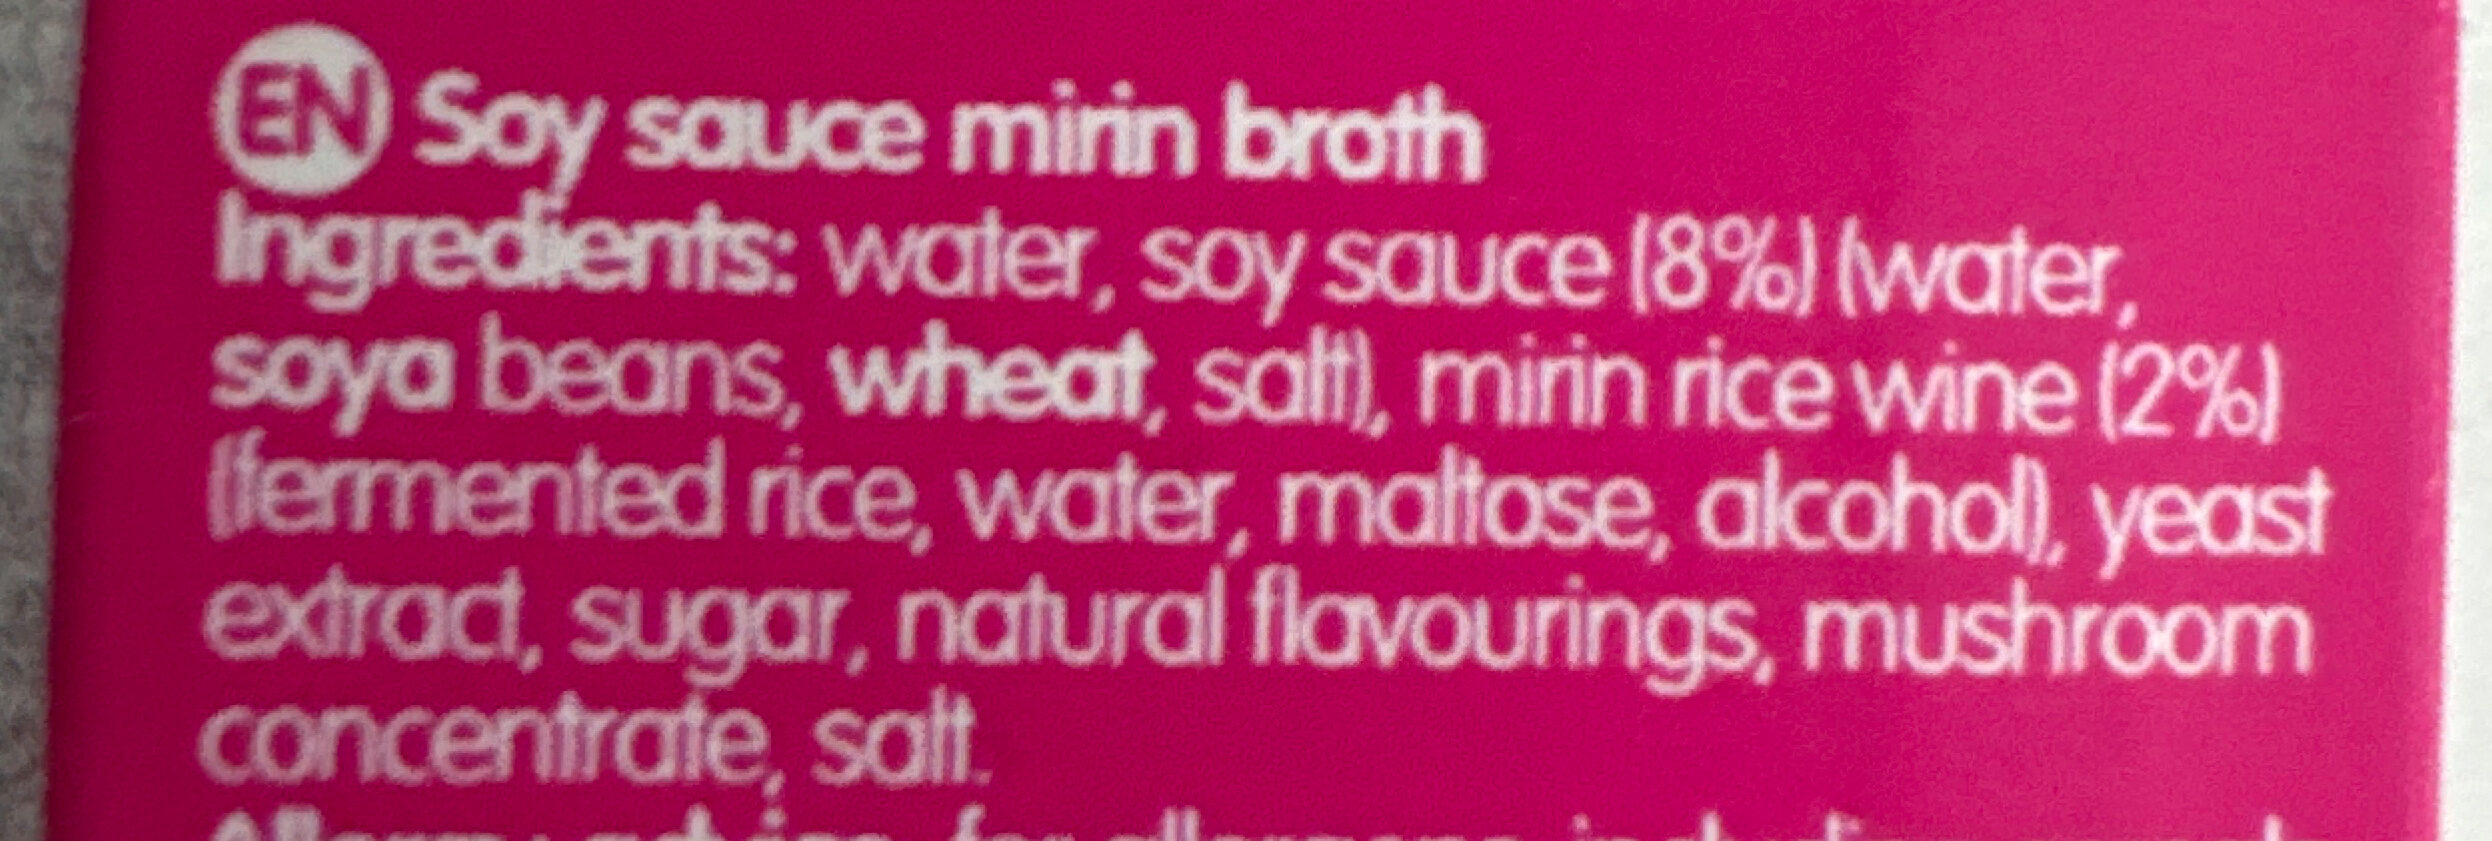 EN Soy sauce mirin broth
Ingredients: water, soy sauce (8%) (water,
soya beans, wheat, salt), mirin rice wine (2%)
(fermented rice, water, maltose, alcohol), yeast
extract, sugar, natural flavourings, mushroom
concentrate, salt.